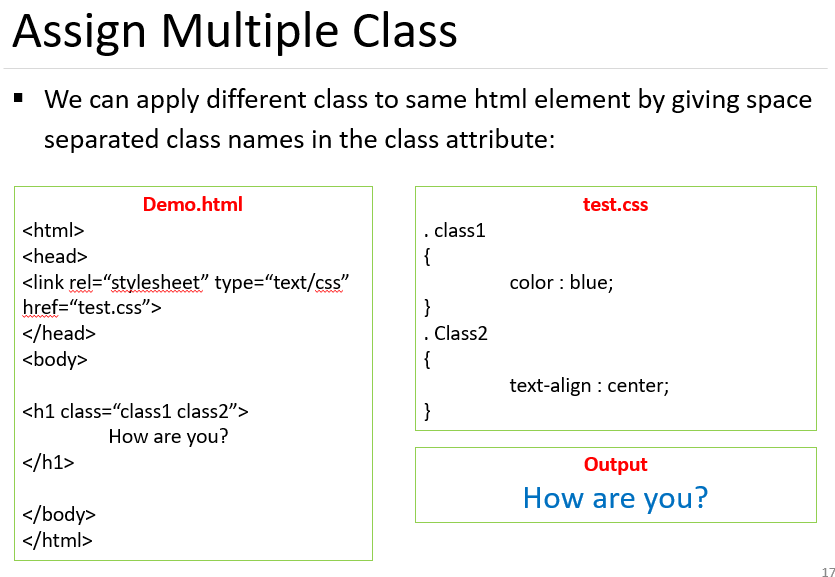 Assign Multiple Class
▪ We can apply different class to same html element by giving space
separated class names in the class attribute:
Demo.html
<html>
<head>
<link rel=“stylesheet” type=“text/css”
href=“test.css”>
</head>
<body>
<h1 class=“class1 class2”>
How are you?
</h1>
</body>
</html>
test.css
. class1
{
color : blue;
}
. Class2
{
text-align : center;
}
Output
How are you?
17